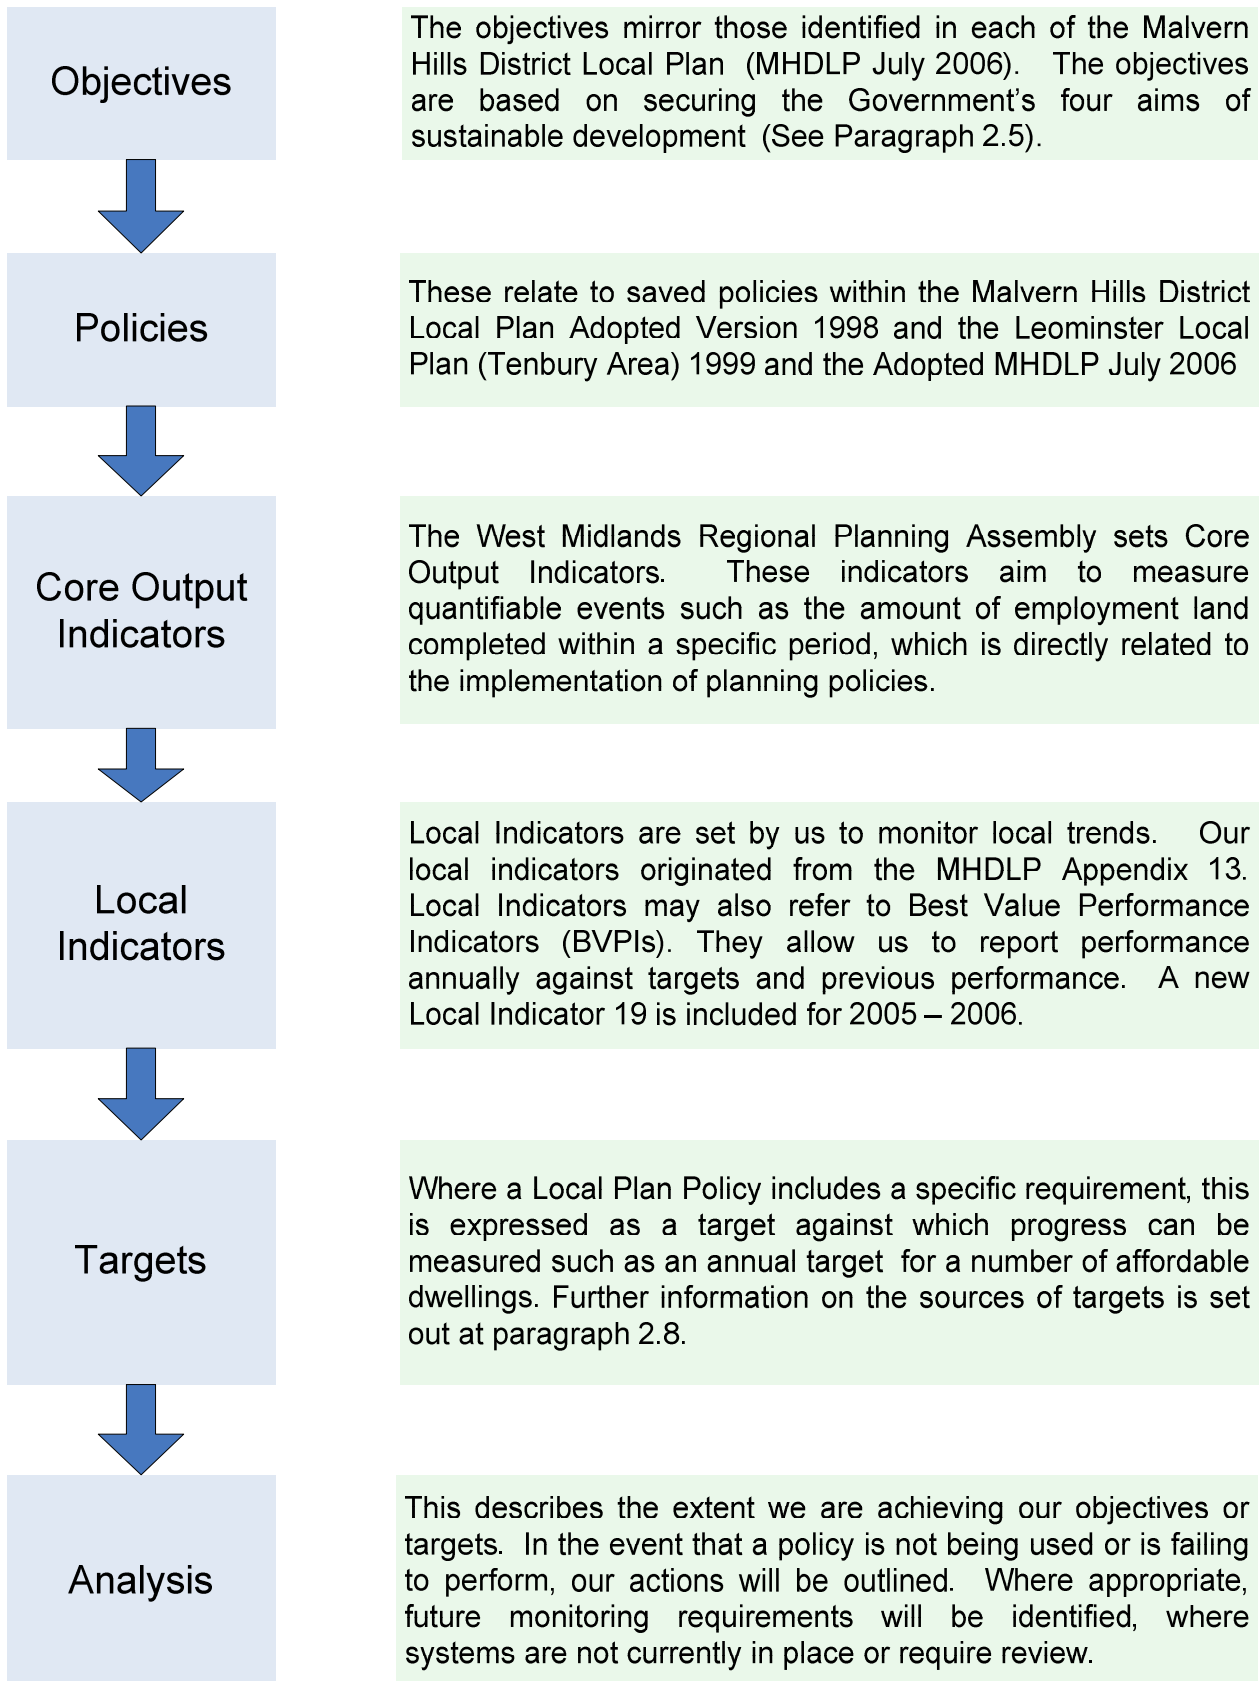 Objectives
The objectives mirror those identified in each of the Malvern
Hills District Local Plan (MHDLP July 2006). The objectives
are based on securing the Government's four aims of
sustainable development (See Paragraph 2.5).
Policies
These relate to saved policies within the Malvern Hills District
Local Plan Adopted Version 1998 and the Leominster Local
Plan (Tenbury Area) 1999 and the Adopted MHDLP July 2006
Core Output
Indicators
The West Midlands Regional Planning Assembly sets Core
Output Indicators. These indicators aim to measure
quantifiable events such as the amount of employment land
completed within a specific period, which is directly related to
the implementation of planning policies.
Local
Indicators
Local Indicators are set by us to monitor local trends. Our
local indicators originated from the MHDLP Appendix 13.
Local Indicators may also refer to Best Value Performance
Indicators (BVPIs). They allow us to report performance
annually against targets and previous performance. A new
Local Indicator 19 is included for 2005 – 2006.
Targets
Where a Local Plan Policy includes a specific requirement, this
is expressed as a target against which progress can be
measured such as an annual target for a number of affordable
dwellings. Further information on the sources of targets is set
out at paragraph 2.8.
Analysis
This describes the extent we are achieving our objectives or
targets. In the event that a policy is not being used or is failing
to perform, our actions will be outlined. Where appropriate,
future monitoring requirements will be identified, where
systems are not currently in place or require review.